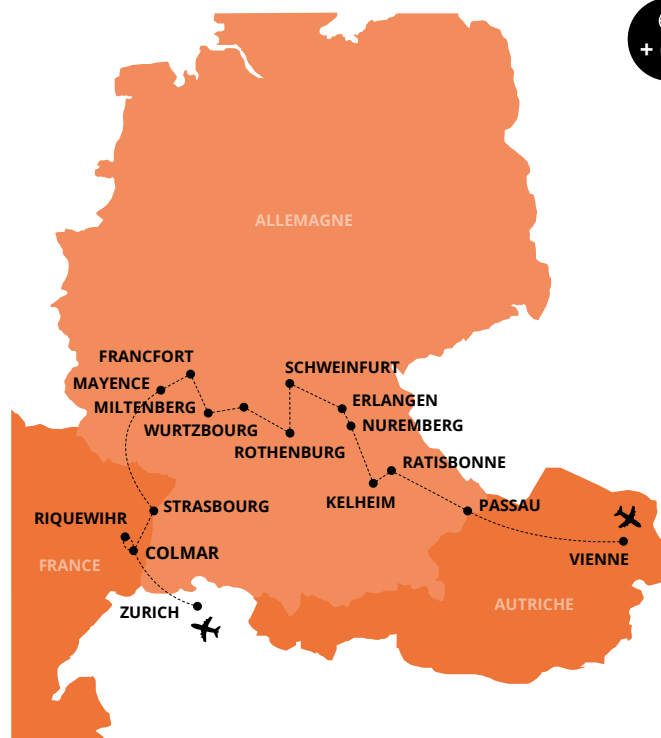 +
ALLEMAGNE
FRANCFORT
SCHWEINFURT
MAYENCE
ERLANGEN
MILTENBERG
NUREMBERG
WURTZBOURG
ROTHENBURG
RATISBONNE
KELHEIM
STRASBOURG
PASSAU
RIQUEWIHR
COLMAR
VIENNE
FRANCE
AUTRICHE
ZURICH